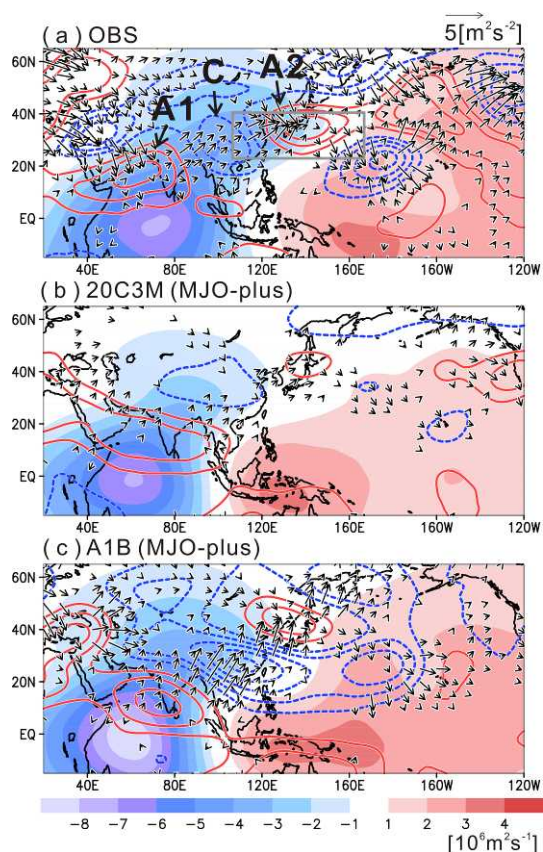 ( a ) OBS
5[m²s⁻²]
60N
40N
20N
EQ
A1
C
A2
40E 80E 120E 160E 160W 120W
( b ) 20C3M (MJO-plus)
60N
40N
20N
EQ
40E 80E 120E 160E 160W 120W
( c ) A1B (MJO-plus)
60N
40N
20N
EQ
40E 80E 120E 160E 160W 120W
-8 -7 -6 -5 -4 -3 -2 -1 1 2 3 4
[10⁶m²s⁻¹]